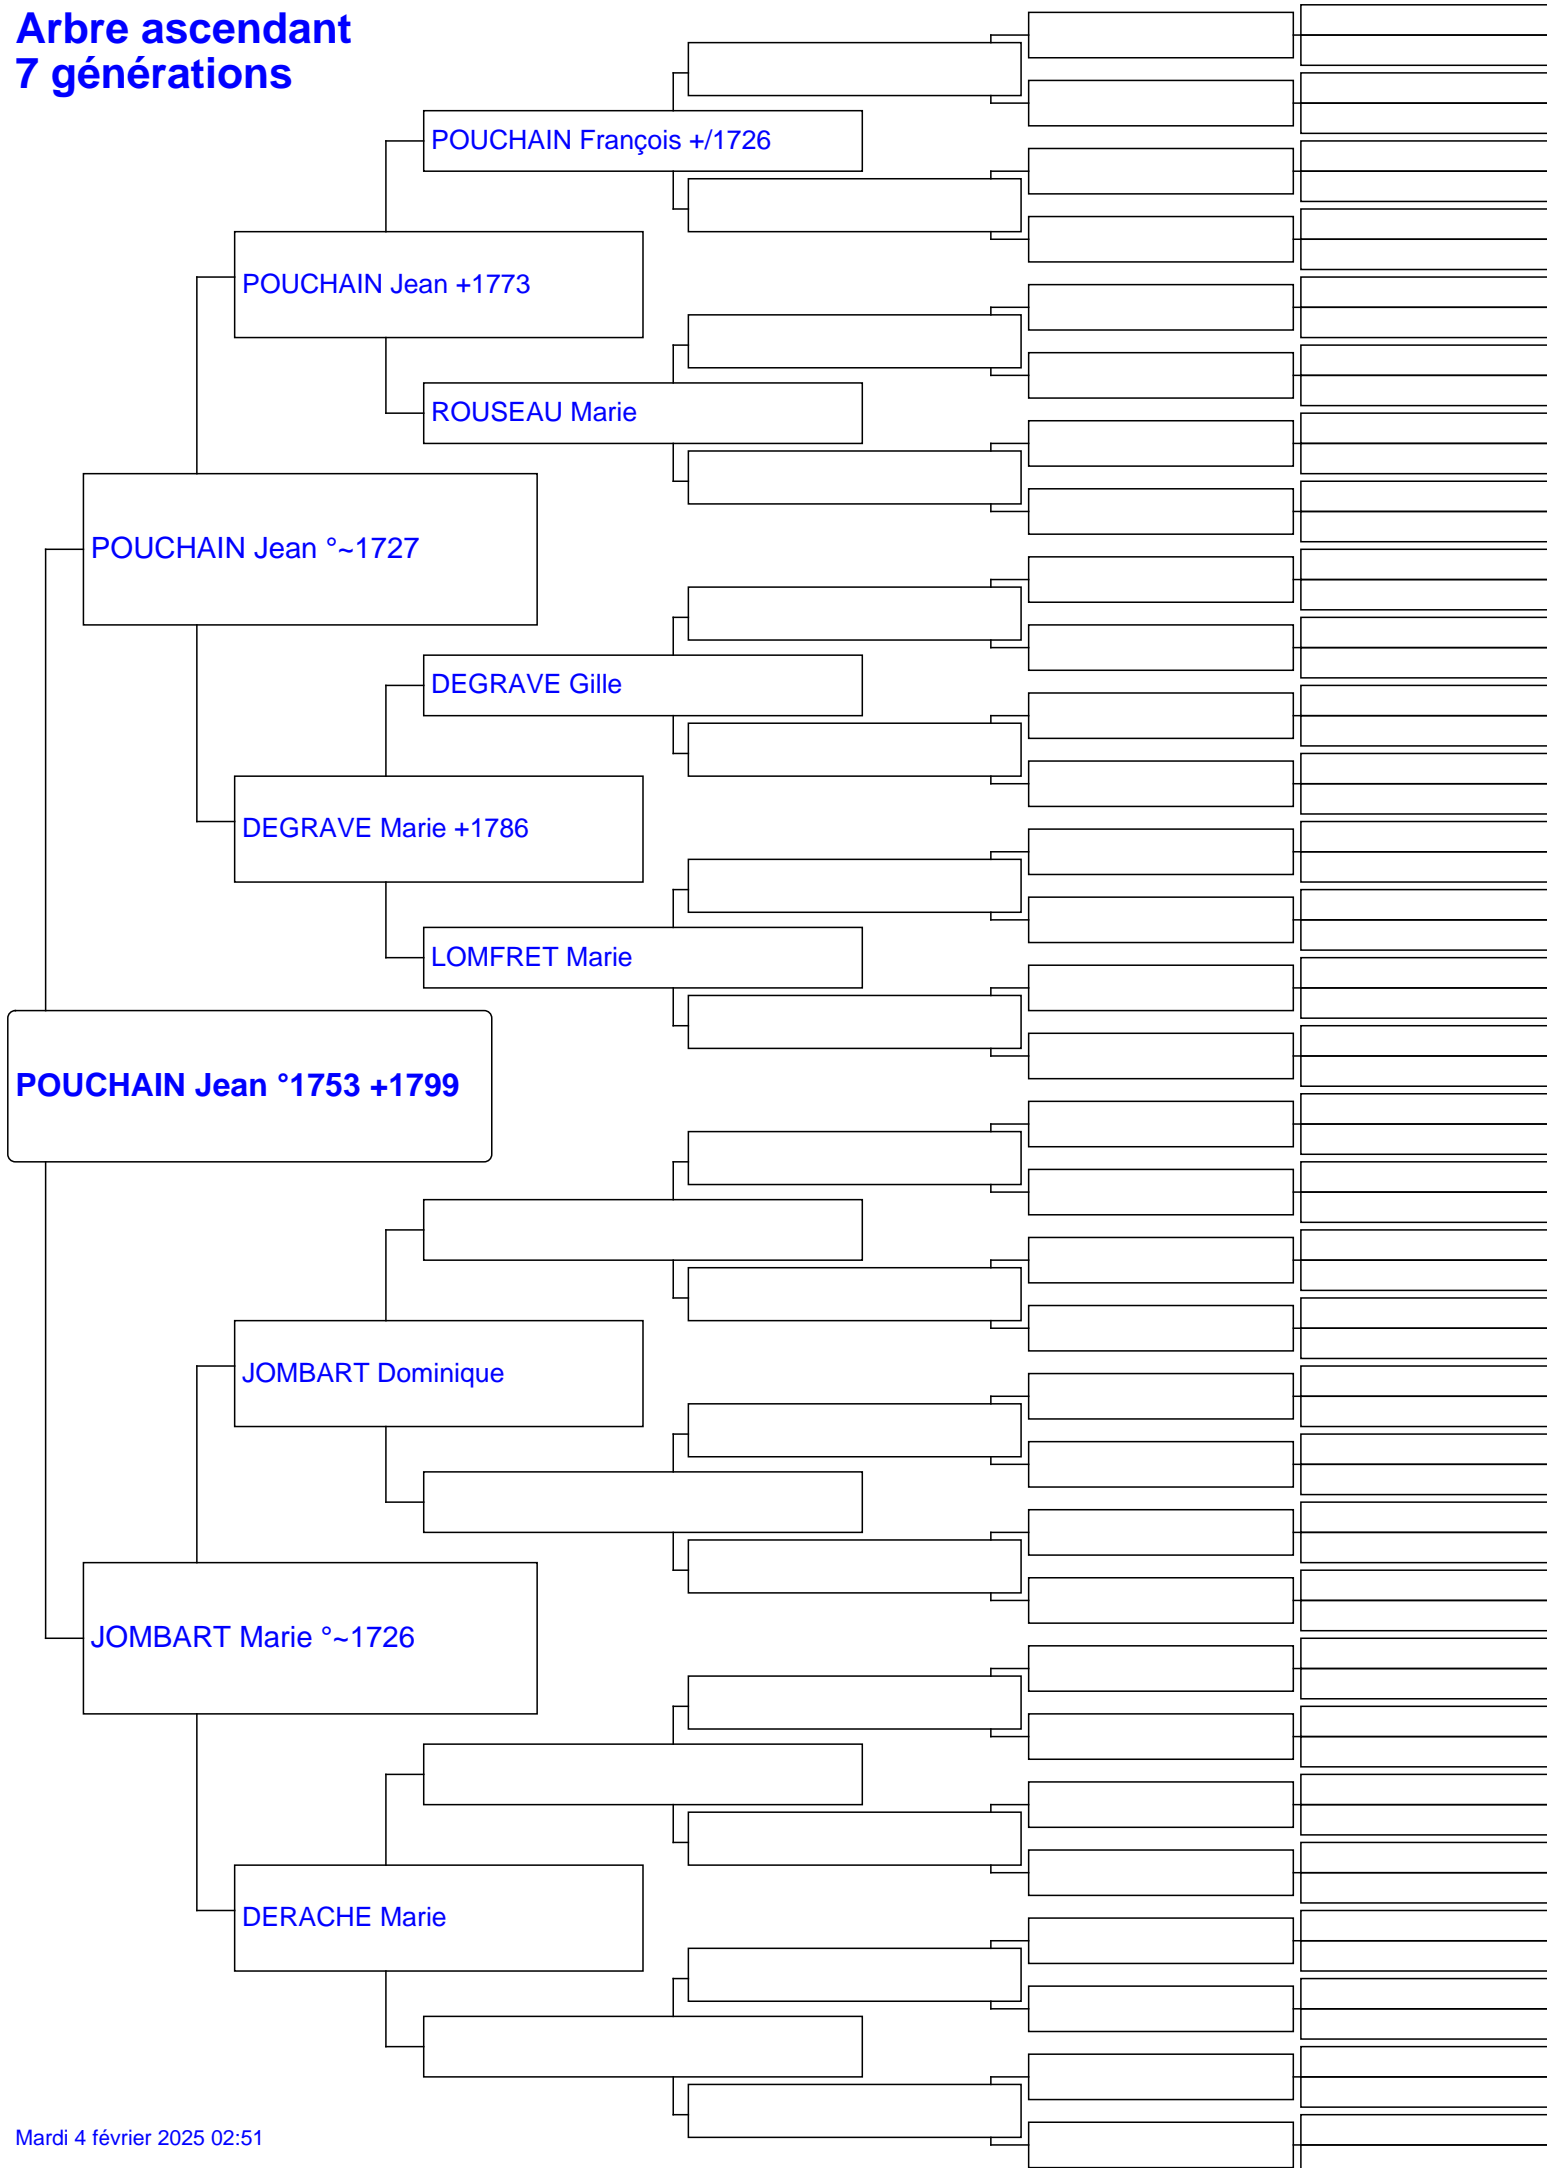 Arbre ascendant
7 générations
POUCHAIN François +/1726
POUCHAIN Jean +1773
ROUSEAU Marie
POUCHAIN Jean °~1727
DEGRAVE Gille
DEGRAVE Marie +1786
LOMFRET Marie
POUCHAIN Jean °1753 +1799
JOMBART Dominique
JOMBART Marie °~1726
DERACHE Marie
Mardi 4 février 2025 02:51